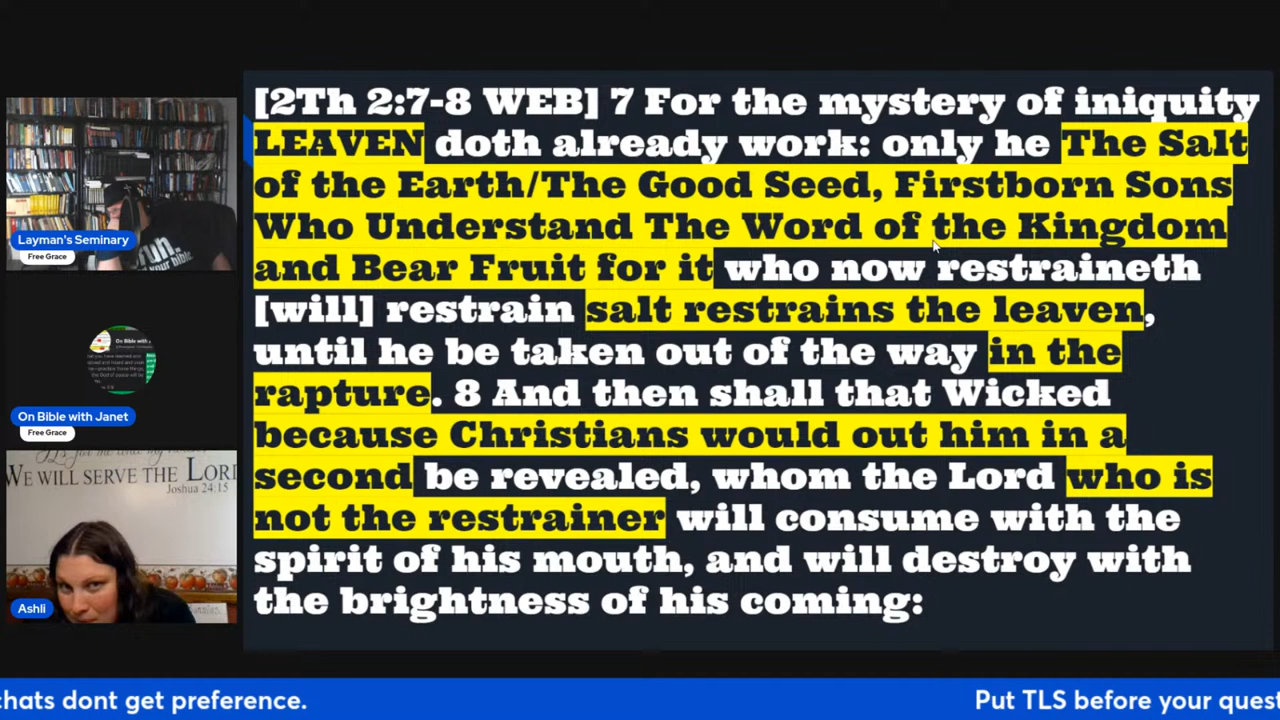 [2Th 2:7-8 WEB] 7 For the mystery of iniquity
LEAVEN doth already work: only he The Salt
of the Earth/The Good Seed, Firstborn Sons
Who Understand The Word of the Kingdom
and Bear Fruit for it who now restraineth
[will] restrain salt restrains the leaven,
until he be taken out of the way in the
rapture. 8 And then shall that Wicked
because Christians would out him in a
second be revealed, whom the Lord who is
not the restrainer will consume with the
spirit of his mouth, and will destroy with
the brightness of his coming:
Layman's Seminary
Free Grace
On Bible with
On Bible with Janet
Free Grace
WE WILL SERVE THE LOR
Joshua 24:15
Ashli
chats dont get preference.
Put TLS before your quest